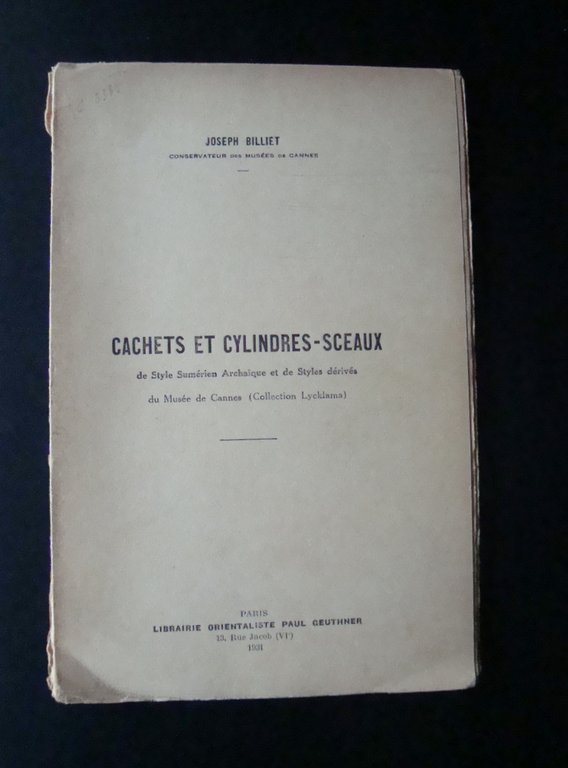 JOSEPH BILLIET
CONSERVATEUR DES MUSÉES DE CANNES
CACHETS ET CYLINDRES-SCEAUX
de Style Sumérien Archaïque et de Styles dérivés
du Musée de Cannes (Collection Lycklama)
PARIS
LIBRAIRIE ORIENTALISTE PAUL GEUTHNER
13, Rue Jacob (VIᵉ)
1931